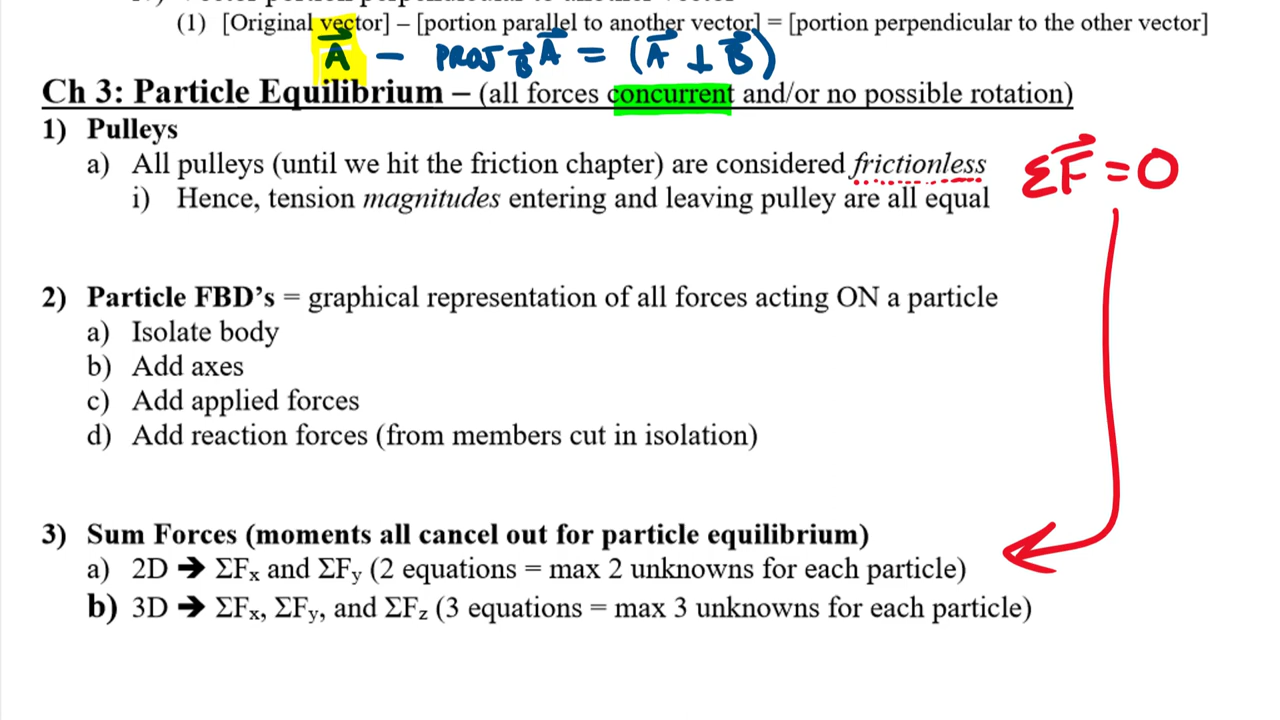 (1) [Original vector] – [portion parallel to another vector] = [portion perpendicular to the other vector]
A⃗ – PROJ B⃗ A⃗ = (A⃗ ⊥ B⃗)
Ch 3: Particle Equilibrium – (all forces concurrent and/or no possible rotation)
1) Pulleys
a) All pulleys (until we hit the friction chapter) are considered frictionless
ΣF⃗ = 0
i) Hence, tension magnitudes entering and leaving pulley are all equal
2) Particle FBD’s = graphical representation of all forces acting ON a particle
a) Isolate body
b) Add axes
c) Add applied forces
d) Add reaction forces (from members cut in isolation)
3) Sum Forces (moments all cancel out for particle equilibrium)
a) 2D ➔ ΣFx and ΣFy (2 equations = max 2 unknowns for each particle)
b) 3D ➔ ΣFx, ΣFy, and ΣFz (3 equations = max 3 unknowns for each particle)